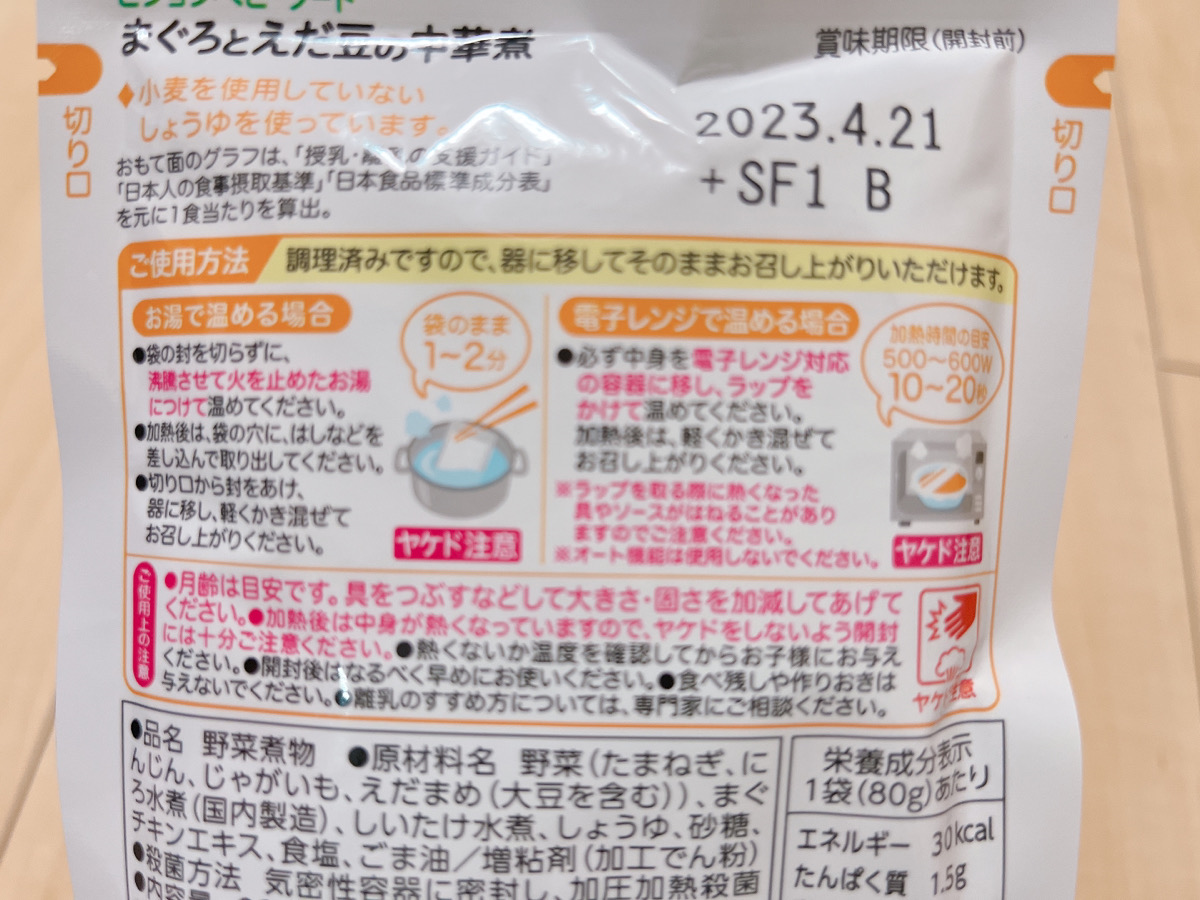 ピジョンベビーフード
まぐろとえだ豆の中華煮
賞味期限(開封前)
切り口
◆小麦を使用していない
しょうゆを使っています。
2023.4.21
+SF1 B
切り口
おもて面のグラフは、「授乳・離乳の支援ガイド」
「日本人の食事摂取基準」「日本食品標準成分表」
を元に1食当たりを算出。
ご使用方法 調理済みですので、器に移してそのままお召し上がりいただけます。
お湯で温める場合
袋のまま
1~2分
●袋の封を切らずに、
沸騰させて火を止めたお湯
につけて温めてください。
●加熱後は、袋の穴に、はしなどを
差し込んで取り出してください。
●切り口から封をあけ、
器に移し、軽くかき混ぜて
お召し上がりください。
ヤケド注意
電子レンジで温める場合
加熱時間の目安
500~600W
10~20秒
●必ず中身を電子レンジ対応
の容器に移し、ラップを
かけて温めてください。
加熱後は、軽くかき混ぜて
お召し上がりください。
※ラップを取る際に熱くなった
具やソースがはねることがあり
ますのでご注意ください。
※オート機能は使用しないでください。
ヤケド注意
ご使用上の注意
●月齢は目安です。具をつぶすなどして大きさ・固さを加減してあげて
ください。●加熱後は中身が熱くなっていますので、ヤケドをしないよう開封
には十分ご注意ください。●熱くないか温度を確認してからお子様にお与え
ください。●開封後はなるべく早めにお使いください。●食べ残しや作りおきは
与えないでください。●離乳のすすめ方については、専門家にご相談ください。
ヤケド注意
●品名 野菜煮物 ●原材料名 野菜(たまねぎ、に
んじん、じゃがいも、えだまめ(大豆を含む))、まぐ
ろ水煮(国内製造)、しいたけ水煮、しょうゆ、砂糖、
チキンエキス、食塩、ごま油/増粘剤(加工でん粉)
●殺菌方法 気密性容器に密封し、加圧加熱殺菌
●内容量
栄養成分表示
1袋(80g)あたり
エネルギー 30kcal
たんぱく質 1.5g